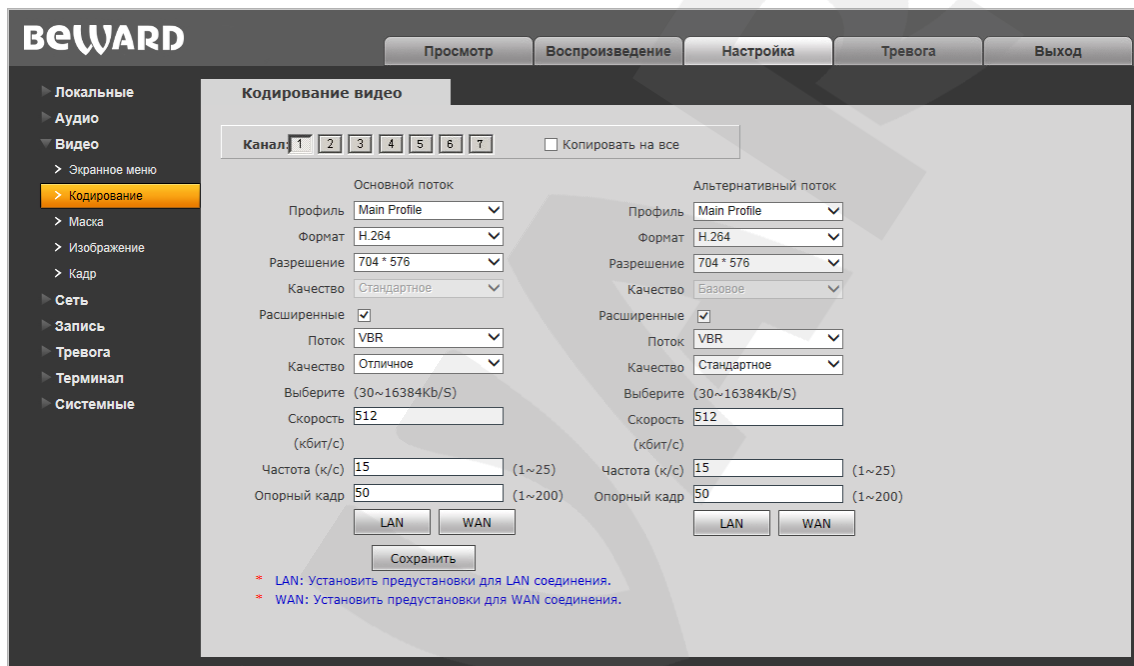 BEWARD
Просмотр Воспроизведение Настройка Тревога Выход
Локальные
Аудио
Видео
> Экранное меню
> Кодирование
> Маска
> Изображение
> Кадр
Сеть
Запись
Тревога
Терминал
Системные
Кодирование видео
Канал: 1 2 3 4 5 6 7 Копировать на все
Основной поток Альтернативный поток
Профиль Main Profile Профиль Main Profile
Формат H.264 Формат H.264
Разрешение 704 * 576 Разрешение 704 * 576
Качество Стандартное Качество Базовое
Расширенные Расширенные
Поток VBR Поток VBR
Качество Отличное Качество Стандартное
Выберите (30~16384Kb/S) Выберите (30~16384Kb/S)
Скорость 512 Скорость 512
(кбит/с) (кбит/с)
Частота (к/с) 15 (1~25) Частота (к/с) 15 (1~25)
Опорный кадр 50 (1~200) Опорный кадр 50 (1~200)
LAN WAN LAN WAN
Сохранить
* LAN: Установить предустановки для LAN соединения.
* WAN: Установить предустановки для WAN соединения.